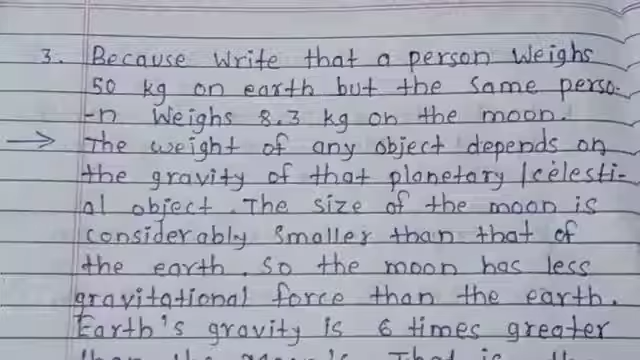 3. Because Write that a person Weighs
50 kg on earth but the same perso-
-n Weighs 8.3 kg on the moon.
→ The weight of any object depends on
the gravity of that planetary / celesti-
al object. The size of the moon is
considerably smaller than that of
the earth. So the moon has less
gravitational force than the earth.
Earth's gravity is 6 times greater
That is